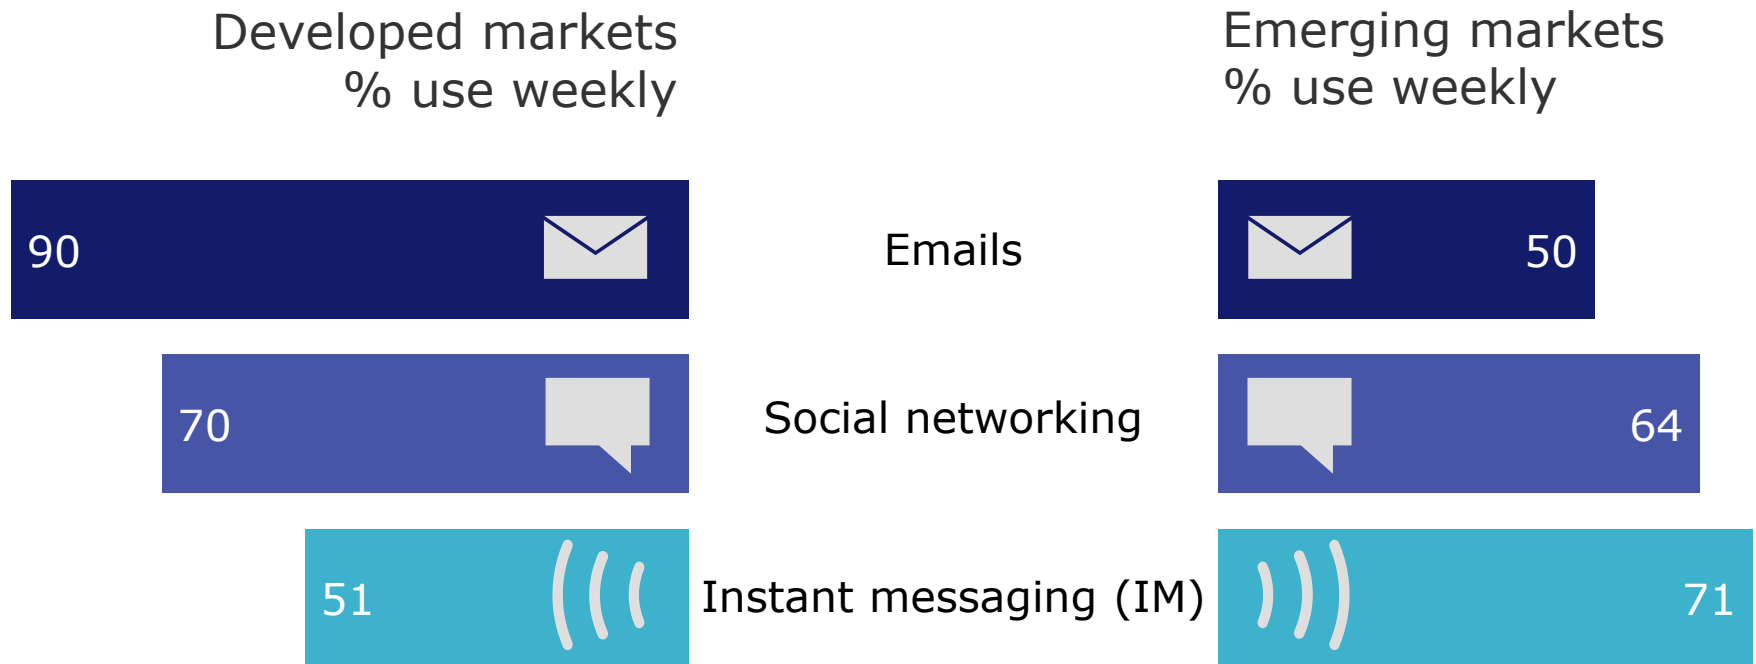 Developed markets
% use weekly
Emerging markets
% use weekly
90
Emails
50
70
Social networking
64
51
Instant messaging (IM)
71